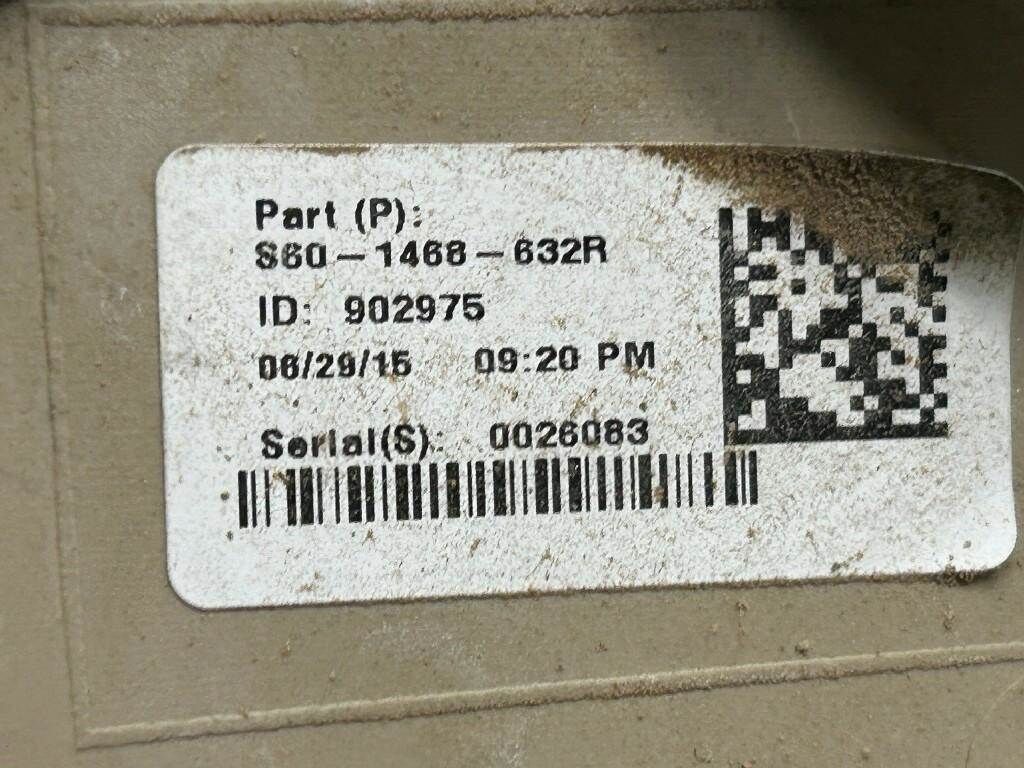 Part (P):
S60-1468-632R
ID: 902975
06/29/15 09:20 PM
Serial(S): 0026083